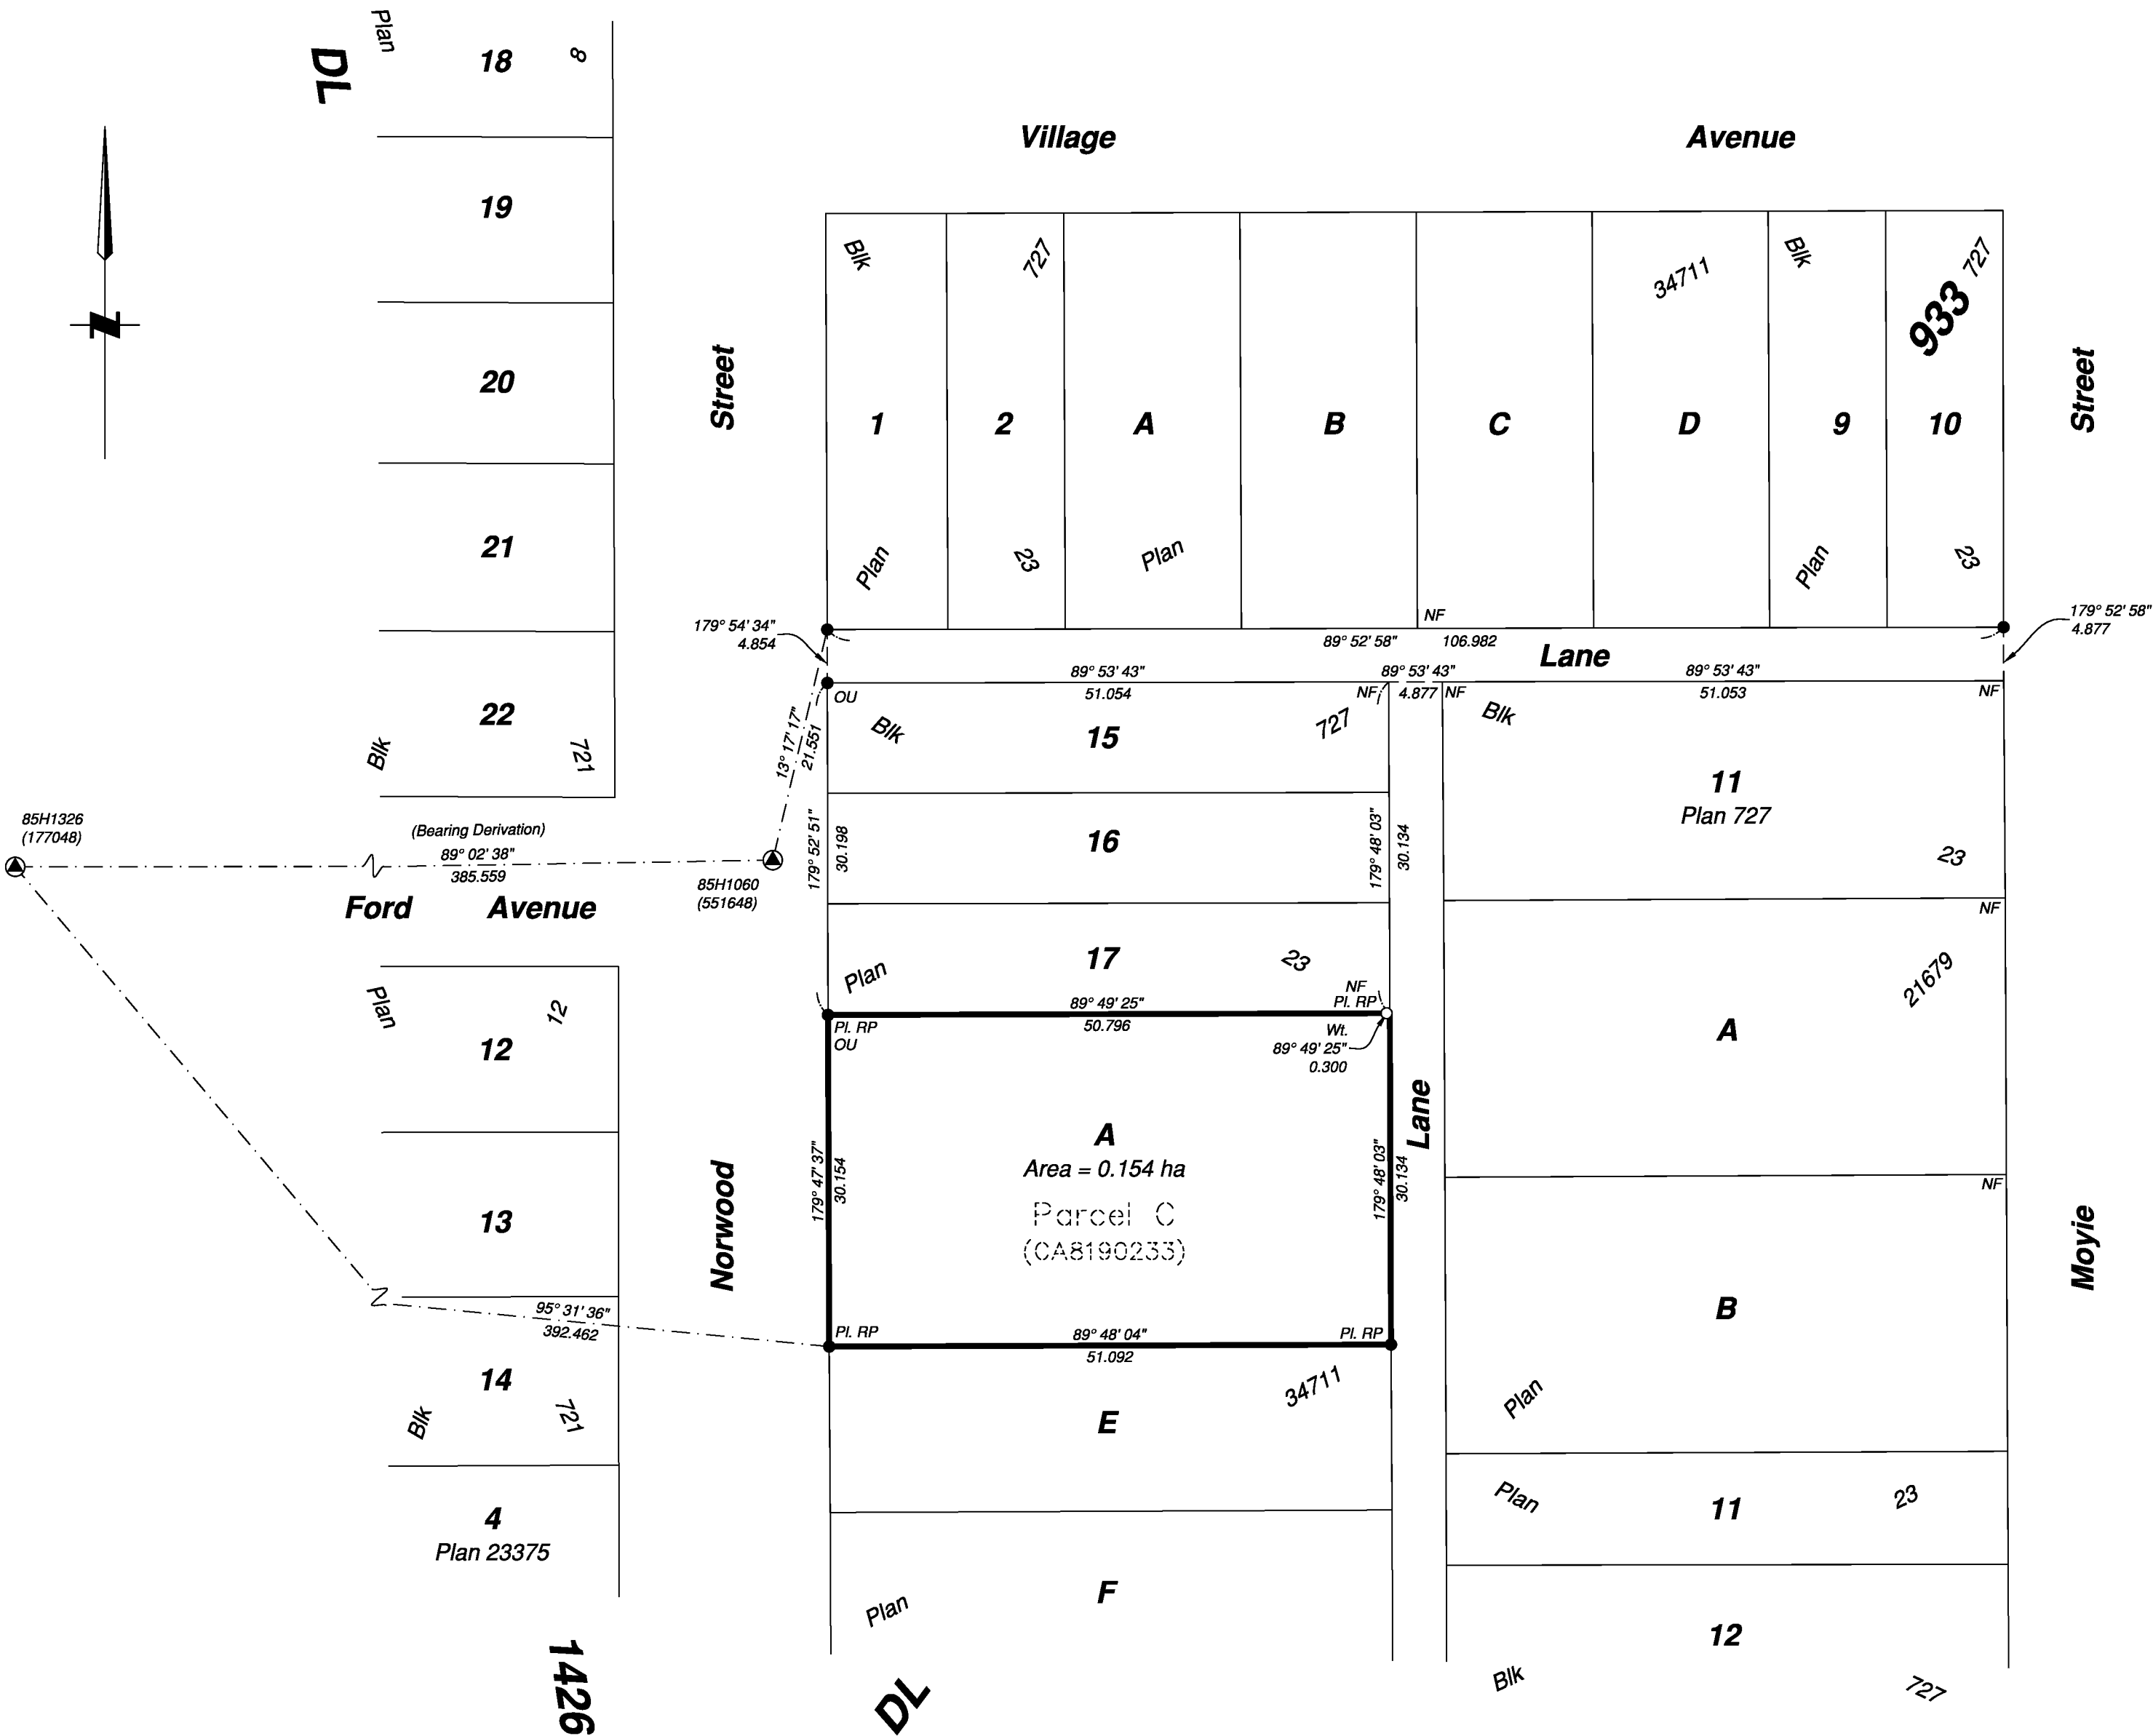 Plan
DL
18
8
19
20
21
22
Blk
721
Village
Avenue
Street
Street
Blk
727
34711
Blk
727
933
1
2
A
B
C
D
9
10
Plan
23
Plan
Plan
23
NF
179° 54' 34"
4.854
89° 52' 58"
106.982
179° 52' 58"
4.877
Lane
89° 53' 43"
51.054
89° 53' 43"
4.877
89° 53' 43"
51.053
OU
NF
NF
NF
13° 17' 17"
21.551
Blk
15
727
Blk
11
Plan 727
23
179° 52' 51"
30.198
16
179° 48' 03"
30.134
85H1326
(177048)
(Bearing Derivation)
89° 02' 38"
385.559
85H1060
(551648)
Ford
Avenue
17
Plan
23
NF
Pl. RP
NF
89° 49' 25"
50.796
Pl. RP
OU
Wt.
89° 49' 25"
0.300
Plan
12
12
13
14
Blk
721
4
Plan 23375
1426
Norwood
179° 47' 37"
30.154
A
Area = 0.154 ha
Parcel C
(CA8190233)
179° 48' 03"
30.134
Lane
A
21679
NF
B
Moyie
Plan
95° 31' 36"
392.462
Pl. RP
89° 48' 04"
51.092
Pl. RP
34711
E
F
Plan
DL
Plan
11
23
12
Blk
727